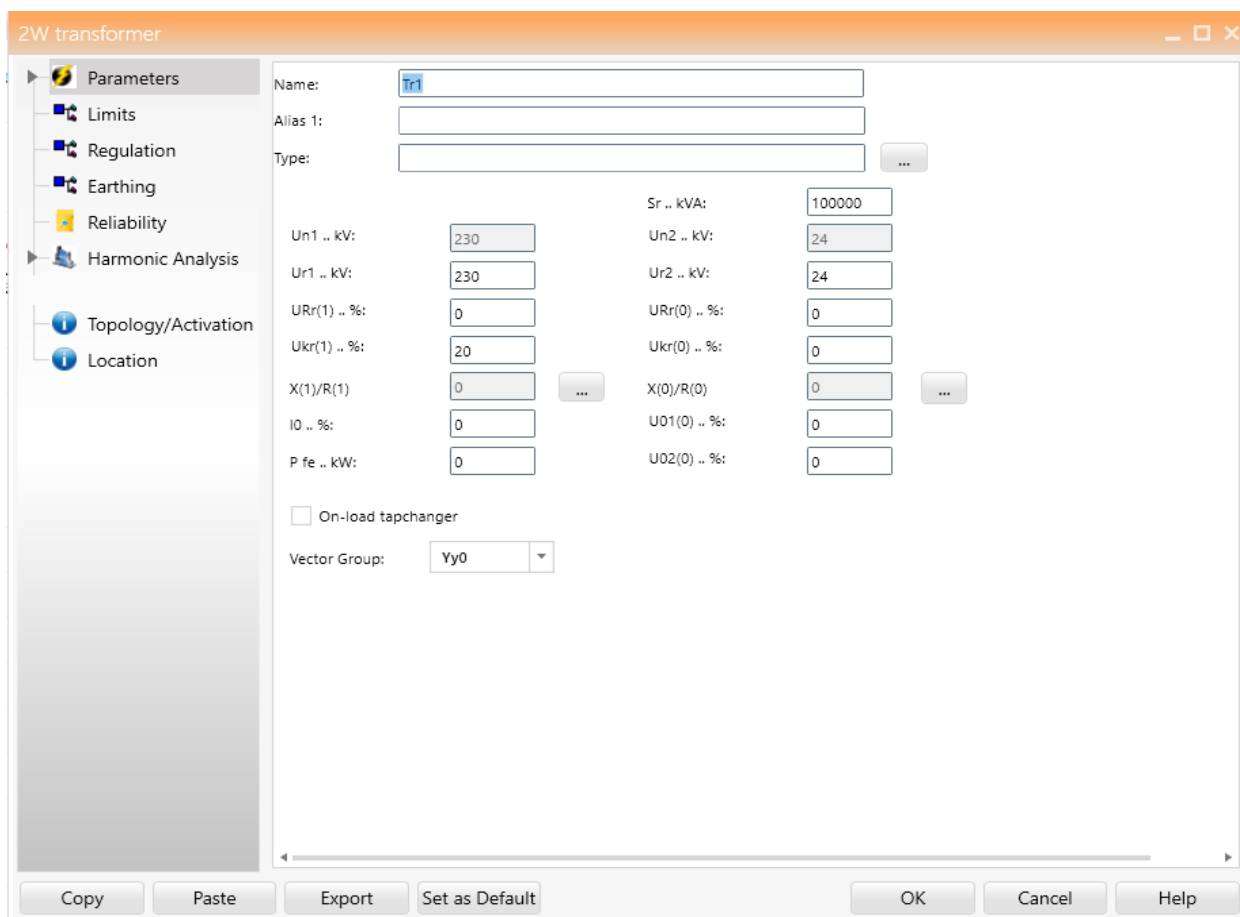 2W transformer
Parameters
Limits
Regulation
Earthing
Reliability
Harmonic Analysis
Topology/Activation
Location
Name: Tr1
Alias 1:
Type: ...
Sr .. kVA: 100000
Un1 .. kV: 230 Un2 .. kV: 24
Ur1 .. kV: 230 Ur2 .. kV: 24
URr(1) .. %: 0 URr(0) .. %: 0
Ukr(1) .. %: 20 Ukr(0) .. %: 0
X(1)/R(1) 0 ... X(0)/R(0) 0 ...
I0 .. %: 0 U01(0) .. %: 0
P fe .. kW: 0 U02(0) .. %: 0
On-load tapchanger
Vector Group: Yy0
Copy Paste Export Set as Default OK Cancel Help